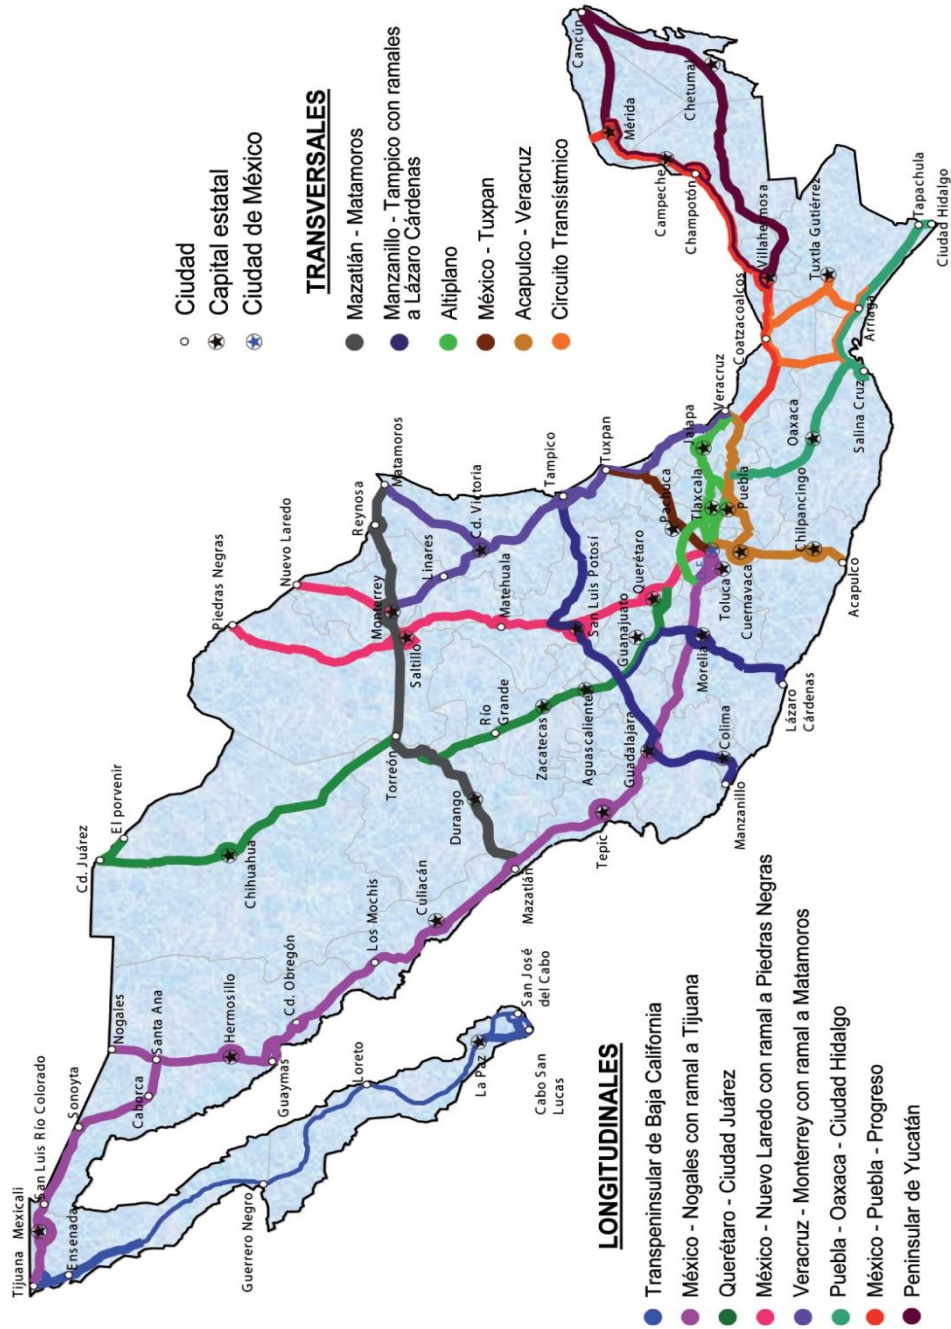 Ciudad
Capital estatal
Ciudad de México
TRANSVERSALES
Mazatlán - Matamoros
Manzanillo - Tampico con ramales
a Lázaro Cárdenas
Altiplano
México - Tuxpan
Acapulco - Veracruz
Circuito Transístmico
Tijuana
Mexicali
San Luis Río Colorado
Ensenada
Sonoyta
Nogales
Caborca
Santa Ana
Hermosillo
Guaymas
Cd. Obregón
Guerrero Negro
Loreto
Los Mochis
Culiacán
La Paz
San José
del Cabo
Cabo San
Lucas
Cd. Juárez
El porvenir
Chihuahua
Piedras Negras
Nuevo Laredo
Reynosa
Matamoros
Monterrey
Saltillo
Linares
Cd. Victoria
Torreón
Durango
Mazatlán
Río
Grande
Matehuala
Zacatecas
Aguascalientes
San Luis Potosí
Tampico
Tuxpan
Tepic
Guadalajara
Guanajuato
Querétaro
Pachuca
Tlaxcala
Jalapa
Veracruz
Manzanillo
Colima
Morelia
Toluca
Cuernavaca
Puebla
Lázaro
Cárdenas
Chilpancingo
Acapulco
Oaxaca
Salina Cruz
Coatzacoalcos
Villahermosa
Tuxtla Gutiérrez
Arriaga
Tapachula
Ciudad Hidalgo
Champotón
Campeche
Mérida
Cancún
Chetumal
LONGITUDINALES
Transpeninsular de Baja California
México - Nogales con ramal a Tijuana
Querétaro - Ciudad Juárez
México - Nuevo Laredo con ramal a Piedras Negras
Veracruz - Monterrey con ramal a Matamoros
Puebla - Oaxaca - Ciudad Hidalgo
México - Puebla - Progreso
Peninsular de Yucatán